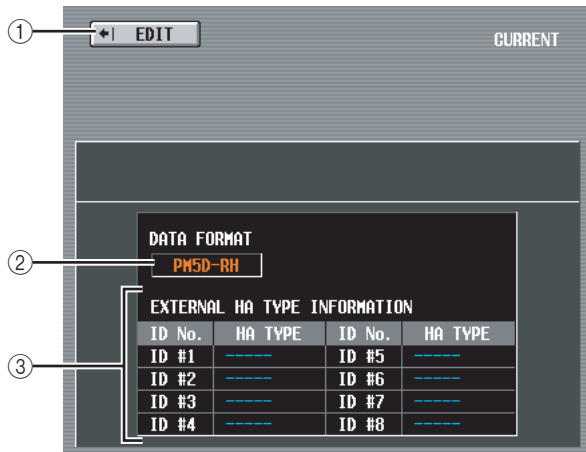 ① EDIT CURRENT
DATA FORMAT
② PM5D-RH
EXTERNAL HA TYPE INFORMATION
ID No. HA TYPE ID No. HA TYPE
③ ID #1 ----- ID #5 -----
ID #2 ----- ID #6 -----
ID #3 ----- ID #7 -----
ID #4 ----- ID #8 -----